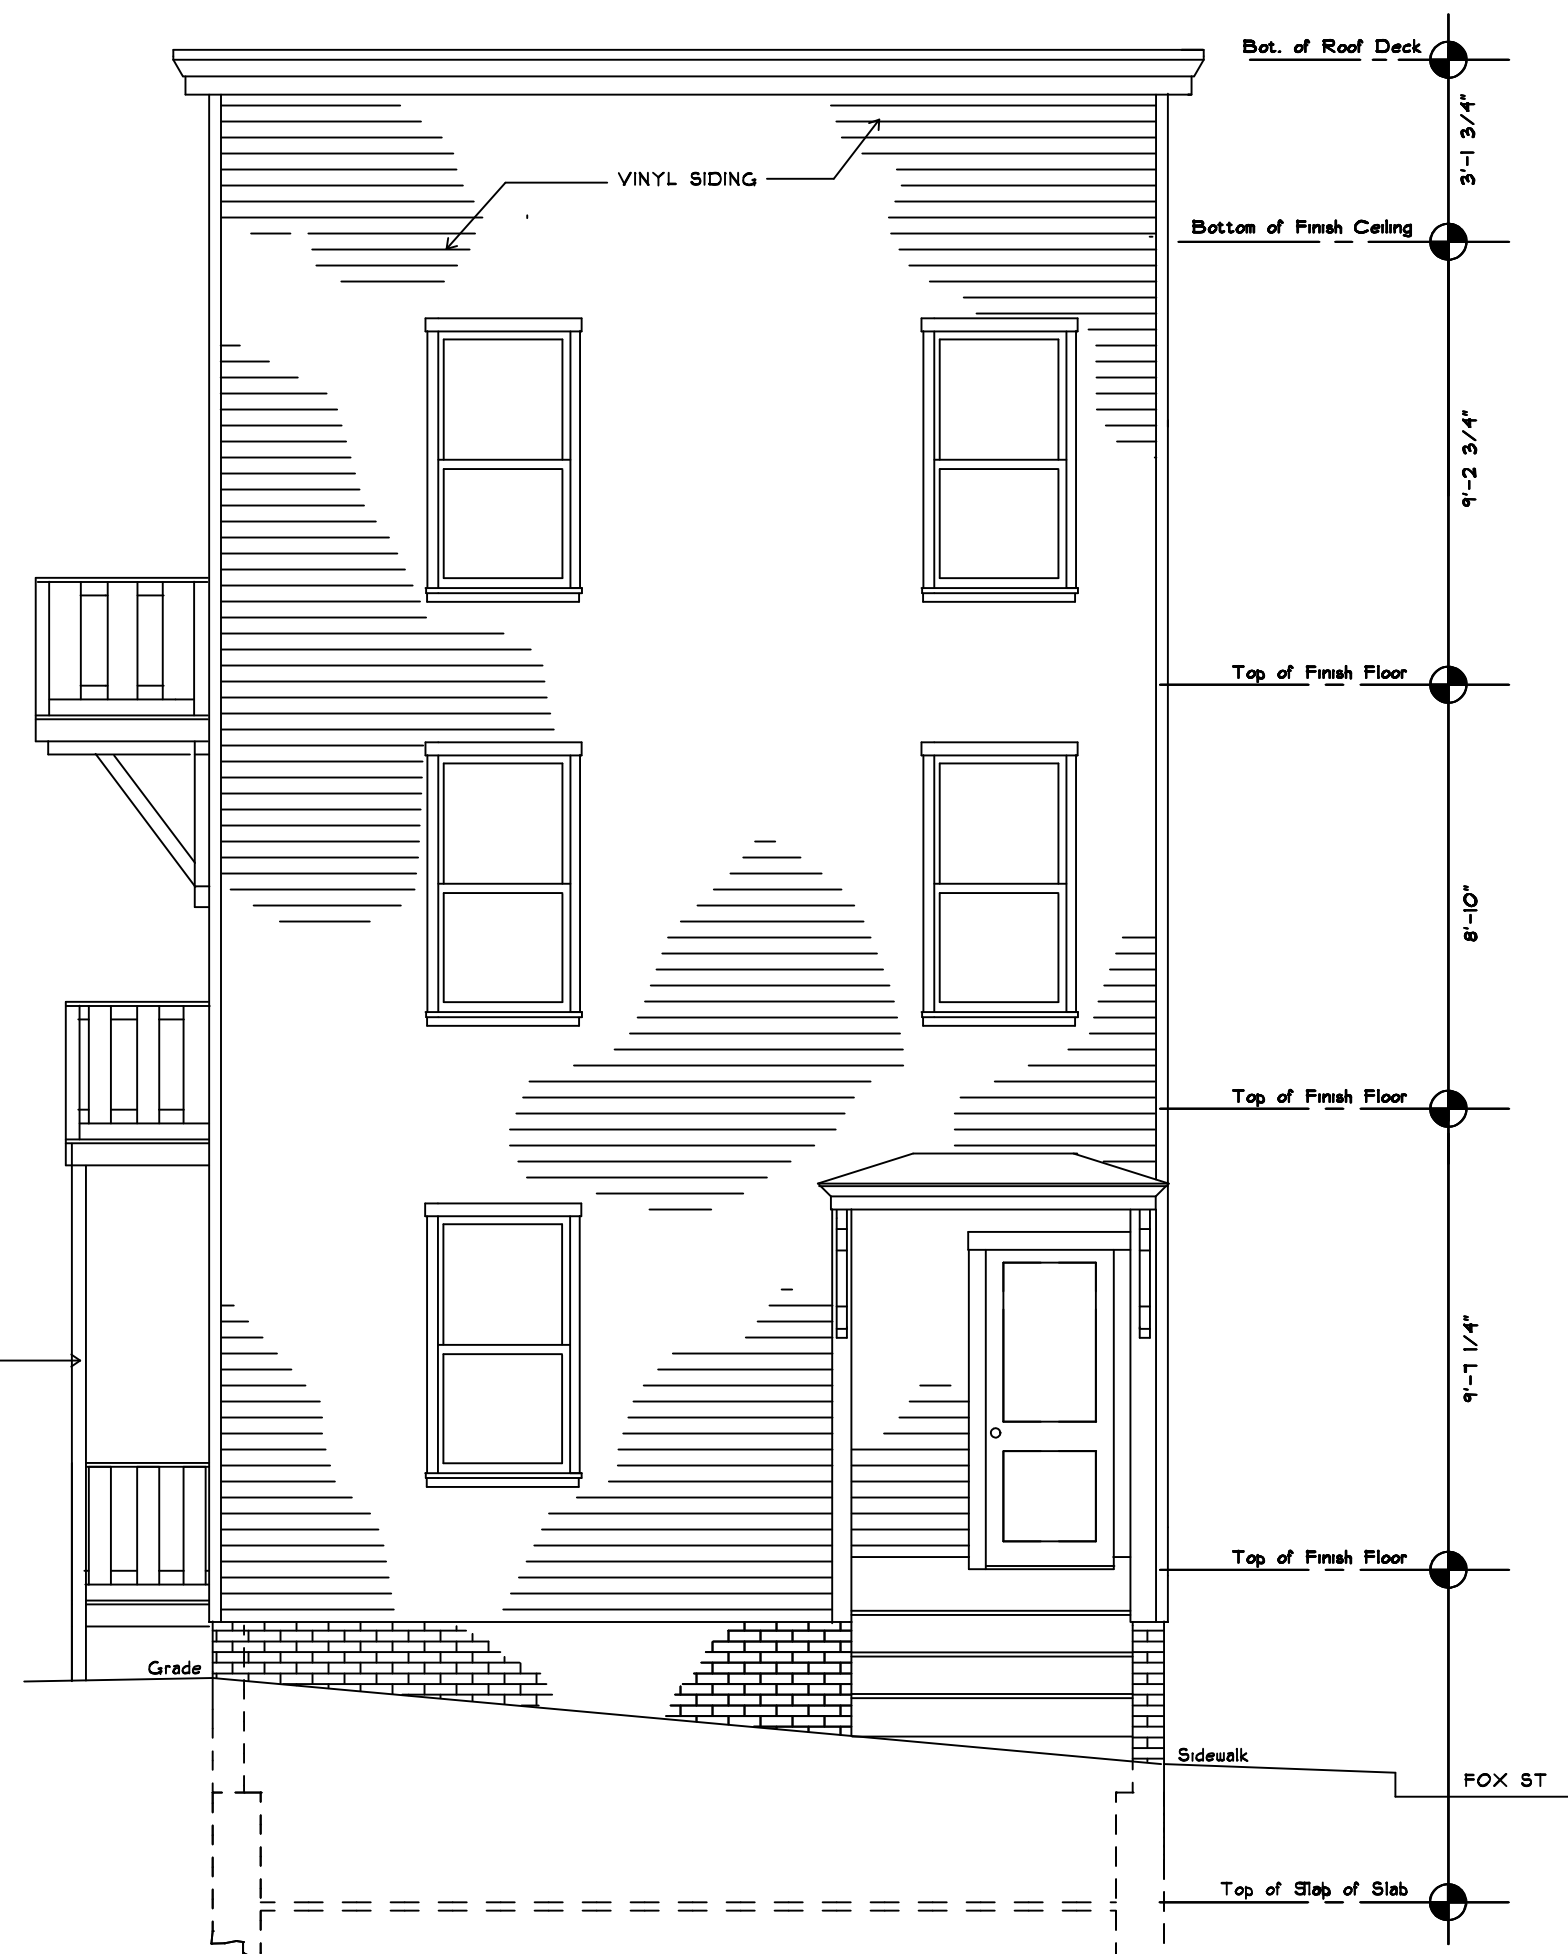 Bot. of Roof Deck
3'-1 3/4"
VINYL SIDING
Bottom of Finish Ceiling
9'-2 3/4"
Top of Finish Floor
8'-10"
Top of Finish Floor
9'-7 1/4"
Top of Finish Floor
Grade
Sidewalk
FOX ST
Top of Slab of Slab